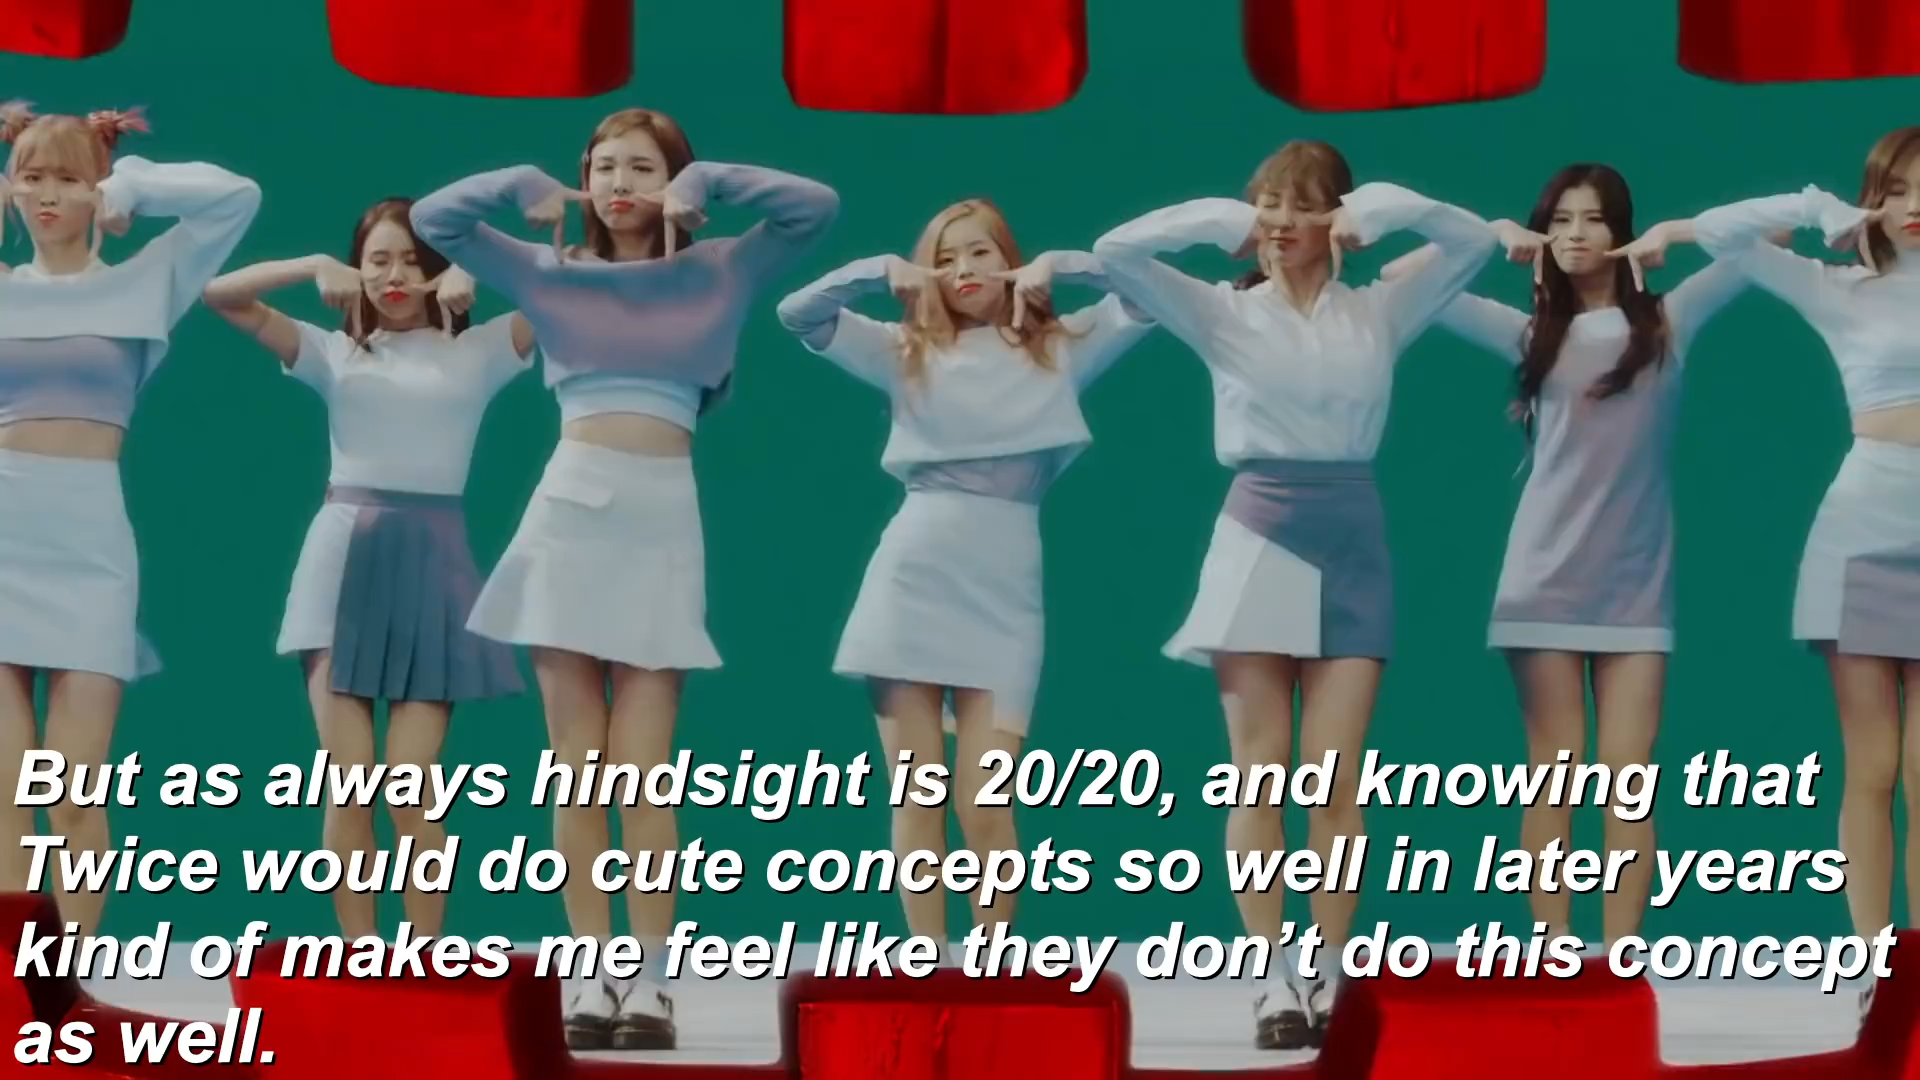 But as always hindsight is 20/20, and knowing that
Twice would do cute concepts so well in later years
kind of makes me feel like they don’t do this concept
as well.